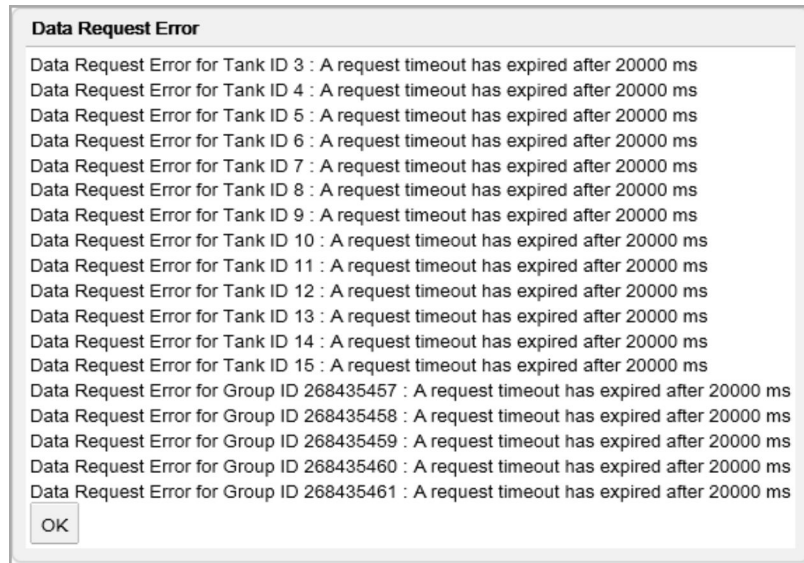 Data Request Error
Data Request Error for Tank ID 3 : A request timeout has expired after 20000 ms
Data Request Error for Tank ID 4 : A request timeout has expired after 20000 ms
Data Request Error for Tank ID 5 : A request timeout has expired after 20000 ms
Data Request Error for Tank ID 6 : A request timeout has expired after 20000 ms
Data Request Error for Tank ID 7 : A request timeout has expired after 20000 ms
Data Request Error for Tank ID 8 : A request timeout has expired after 20000 ms
Data Request Error for Tank ID 9 : A request timeout has expired after 20000 ms
Data Request Error for Tank ID 10 : A request timeout has expired after 20000 ms
Data Request Error for Tank ID 11 : A request timeout has expired after 20000 ms
Data Request Error for Tank ID 12 : A request timeout has expired after 20000 ms
Data Request Error for Tank ID 13 : A request timeout has expired after 20000 ms
Data Request Error for Tank ID 14 : A request timeout has expired after 20000 ms
Data Request Error for Tank ID 15 : A request timeout has expired after 20000 ms
Data Request Error for Group ID 268435457 : A request timeout has expired after 20000 ms
Data Request Error for Group ID 268435458 : A request timeout has expired after 20000 ms
Data Request Error for Group ID 268435459 : A request timeout has expired after 20000 ms
Data Request Error for Group ID 268435460 : A request timeout has expired after 20000 ms
Data Request Error for Group ID 268435461 : A request timeout has expired after 20000 ms
OK